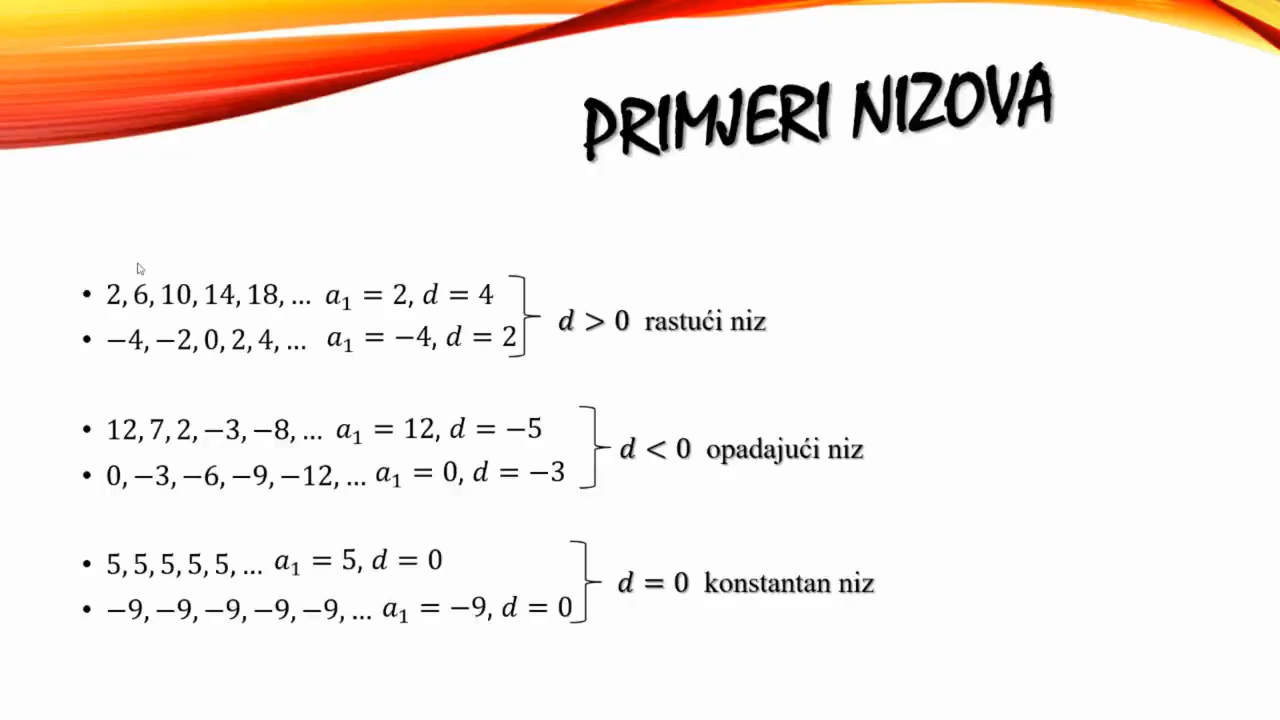 PRIMJERI NIZOVA
• 2, 6, 10, 14, 18, … a₁ = 2, d = 4
• −4, −2, 0, 2, 4, … a₁ = −4, d = 2
d > 0 rastući niz
• 12, 7, 2, −3, −8, … a₁ = 12, d = −5
• 0, −3, −6, −9, −12, … a₁ = 0, d = −3
d < 0 opadajući niz
• 5, 5, 5, 5, 5, … a₁ = 5, d = 0
• −9, −9, −9, −9, −9, … a₁ = −9, d = 0
d = 0 konstantan niz